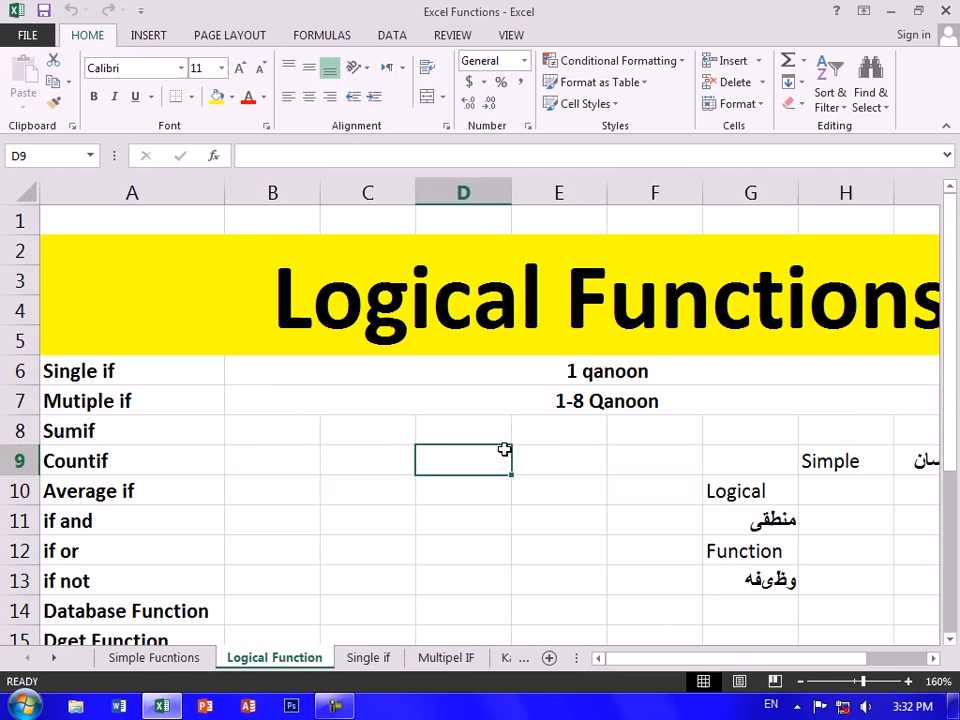 Excel Functions - Excel
FILE HOME INSERT PAGE LAYOUT FORMULAS DATA REVIEW VIEW Sign in
Paste
Calibri 11
General
Conditional Formatting
Format as Table
Cell Styles
Insert
Delete
Format
Sort & Filter
Find & Select
Clipboard Font Alignment Number Styles Cells Editing
D9
A B C D E F G H
1
2
3
4
5
Logical Functions
6 Single if 1 qanoon
7 Mutiple if 1-8 Qanoon
8 Sumif
9 Countif Simple
10 Average if Logical
11 if and منطقی
12 if or Function
13 if not وظیفه
14 Database Function
15 Dget Function
Simple Fucntions Logical Function Single if Multipel IF
READY 160%
EN 3:32 PM